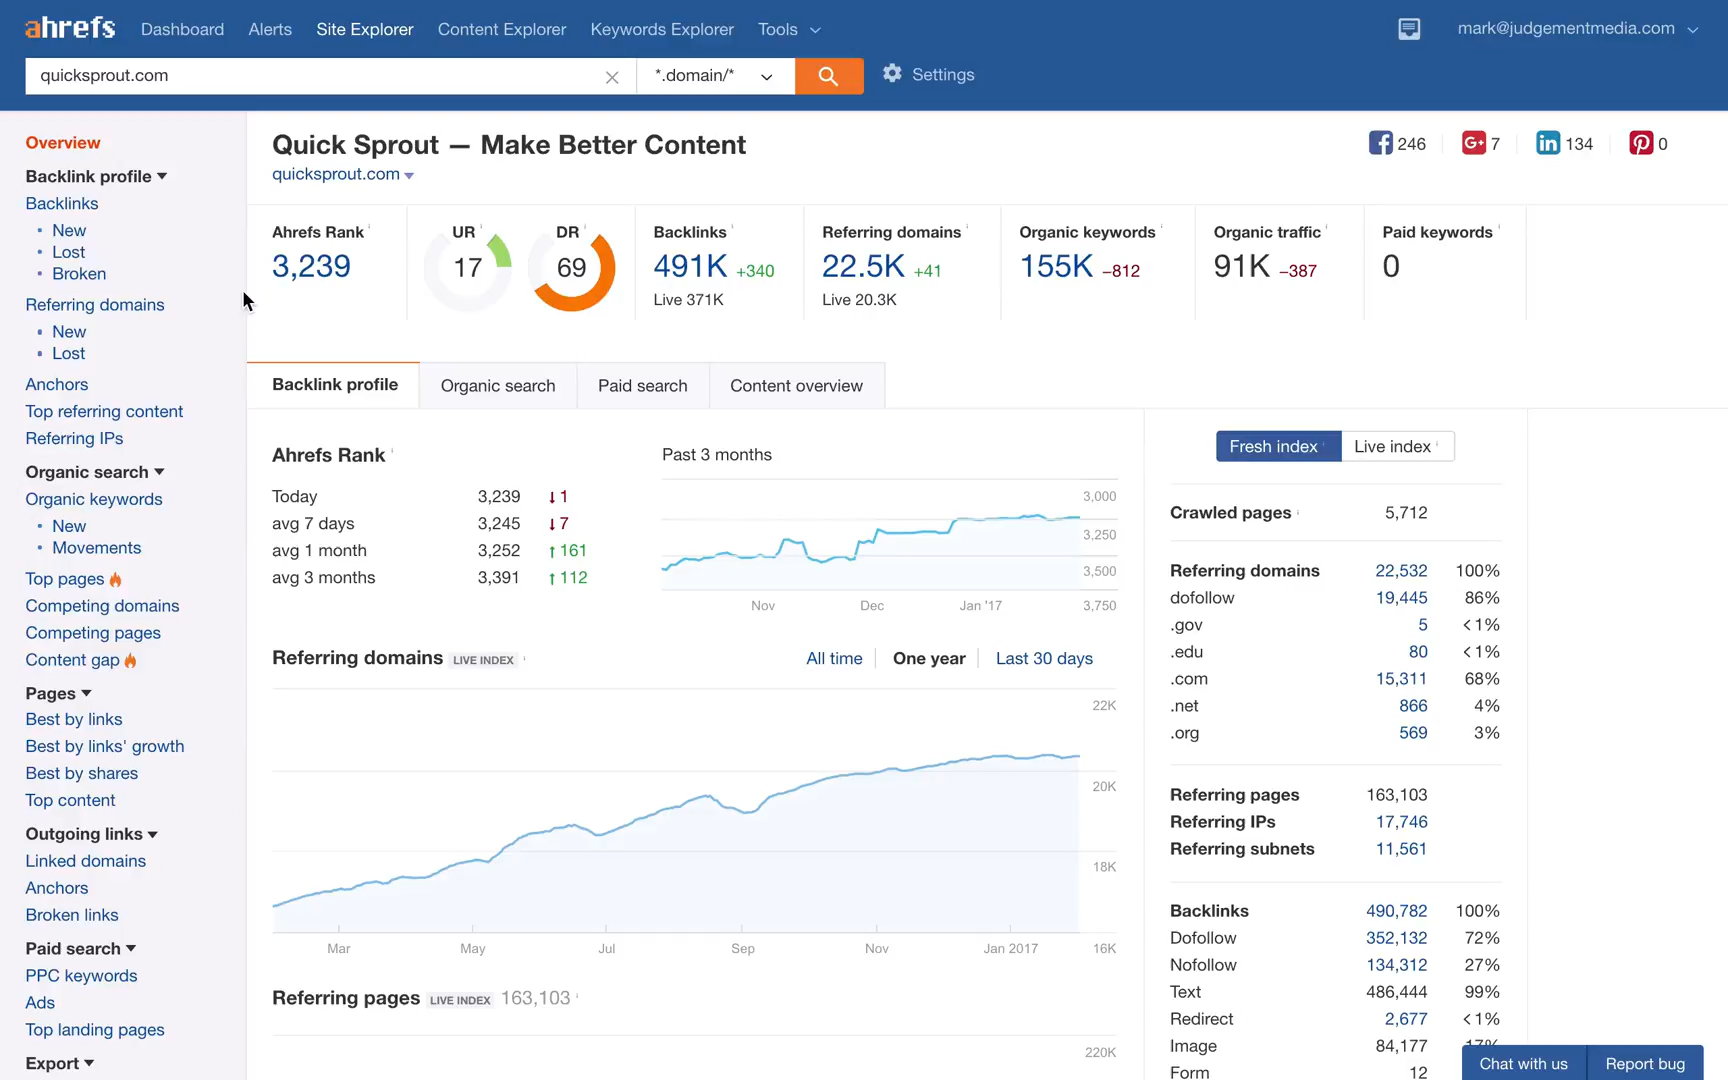 ahrefs Dashboard Alerts Site Explorer Content Explorer Keywords Explorer Tools mark@judgementmedia.com
quicksprout.com *.domain/* Settings
Overview
Backlink profile
Backlinks
• New
• Lost
• Broken
Referring domains
• New
• Lost
Anchors
Top referring content
Referring IPs
Organic search
Organic keywords
• New
• Movements
Top pages
Competing domains
Competing pages
Content gap
Pages
Best by links
Best by links' growth
Best by shares
Top content
Outgoing links
Linked domains
Anchors
Broken links
Paid search
PPC keywords
Ads
Top landing pages
Export
Quick Sprout — Make Better Content
quicksprout.com
246 G+ 7 in 134 0
Ahrefs Rank
3,239
UR
17
DR
69
Backlinks
491K +340
Live 371K
Referring domains
22.5K +41
Live 20.3K
Organic keywords
155K –812
Organic traffic
91K –387
Paid keywords
0
Backlink profile Organic search Paid search Content overview
Ahrefs Rank
Today 3,239 ↓1
avg 7 days 3,245 ↓7
avg 1 month 3,252 ↑161
avg 3 months 3,391 ↑112
Past 3 months
3,000
3,250
3,500
3,750
Nov Dec Jan '17
Referring domains LIVE INDEX All time One year Last 30 days
22K
20K
18K
16K
Mar May Jul Sep Nov Jan 2017
Referring pages LIVE INDEX 163,103
220K
Fresh index Live index
Crawled pages 5,712
Referring domains 22,532 100%
dofollow 19,445 86%
.gov 5 <1%
.edu 80 <1%
.com 15,311 68%
.net 866 4%
.org 569 3%
Referring pages 163,103
Referring IPs 17,746
Referring subnets 11,561
Backlinks 490,782 100%
Dofollow 352,132 72%
Nofollow 134,312 27%
Text 486,444 99%
Redirect 2,677 <1%
Image 84,177 17%
Form 12
Chat with us Report bug